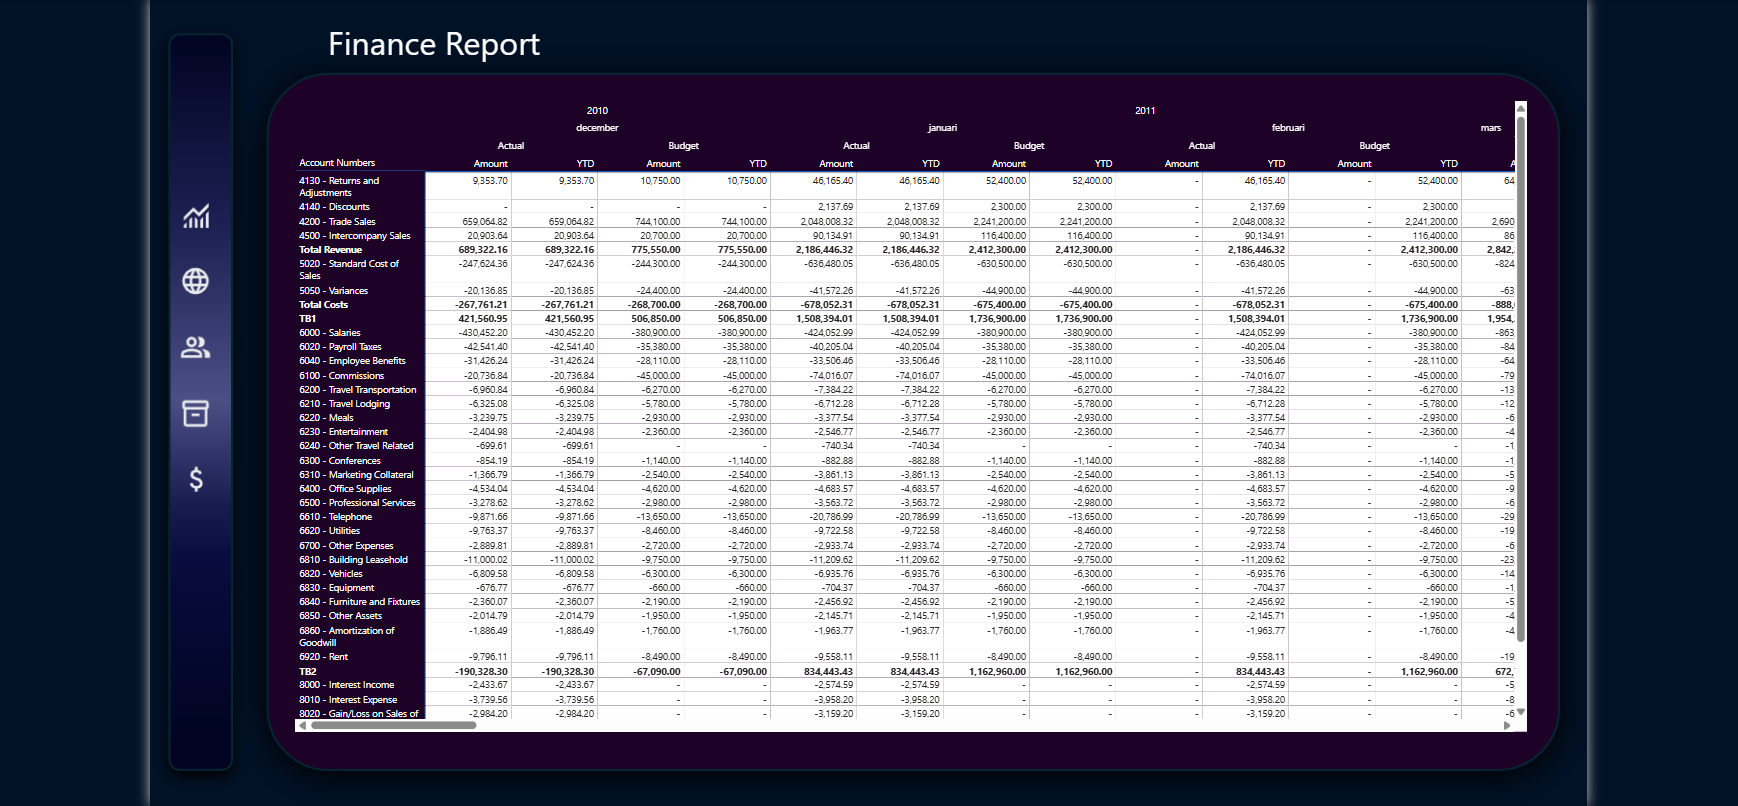 Finance Report
2010 2011
december januari februari mars
Actual Budget Actual Budget Actual Budget
Account Numbers Amount YTD Amount YTD Amount YTD Amount YTD Amount YTD Amount YTD A
4130 - Returns and 9,353.70 9,353.70 10,750.00 10,750.00 46,165.40 46,165.40 52,400.00 52,400.00 - 46,165.40 - 52,400.00 64
Adjustments
4140 - Discounts - - - - 2,137.69 2,137.69 2,300.00 2,300.00 - 2,137.69 - 2,300.00
4200 - Trade Sales 659,064.82 659,064.82 744,100.00 744,100.00 2,048,008.32 2,048,008.32 2,241,200.00 2,241,200.00 - 2,048,008.32 - 2,241,200.00 2,690
4500 - Intercompany Sales 20,903.64 20,903.64 20,700.00 20,700.00 90,134.91 90,134.91 116,400.00 116,400.00 - 90,134.91 - 116,400.00 86
Total Revenue 689,322.16 689,322.16 775,550.00 775,550.00 2,186,446.32 2,186,446.32 2,412,300.00 2,412,300.00 - 2,186,446.32 - 2,412,300.00 2,842,
5020 - Standard Cost of -247,624.36 -247,624.36 -244,300.00 -244,300.00 -636,480.05 -636,480.05 -630,500.00 -630,500.00 - -636,480.05 - -630,500.00 -824
Sales
5050 - Variances -20,136.85 -20,136.85 -24,400.00 -24,400.00 -41,572.26 -41,572.26 -44,900.00 -44,900.00 - -41,572.26 - -44,900.00 -63
Total Costs -267,761.21 -267,761.21 -268,700.00 -268,700.00 -678,052.31 -678,052.31 -675,400.00 -675,400.00 - -678,052.31 - -675,400.00 -888,
TB1 421,560.95 421,560.95 506,850.00 506,850.00 1,508,394.01 1,508,394.01 1,736,900.00 1,736,900.00 - 1,508,394.01 - 1,736,900.00 1,954,
6000 - Salaries -430,452.20 -430,452.20 -380,900.00 -380,900.00 -424,052.99 -424,052.99 -380,900.00 -380,900.00 - -424,052.99 - -380,900.00 -863
6020 - Payroll Taxes -42,541.40 -42,541.40 -35,380.00 -35,380.00 -40,205.04 -40,205.04 -35,380.00 -35,380.00 - -40,205.04 - -35,380.00 -84
6040 - Employee Benefits -31,426.24 -31,426.24 -28,110.00 -28,110.00 -33,506.46 -33,506.46 -28,110.00 -28,110.00 - -33,506.46 - -28,110.00 -64
6100 - Commissions -20,736.84 -20,736.84 -45,000.00 -45,000.00 -74,016.07 -74,016.07 -45,000.00 -45,000.00 - -74,016.07 - -45,000.00 -79
6200 - Travel Transportation -6,960.84 -6,960.84 -6,270.00 -6,270.00 -7,384.22 -7,384.22 -6,270.00 -6,270.00 - -7,384.22 - -6,270.00 -13
6210 - Travel Lodging -6,325.08 -6,325.08 -5,780.00 -5,780.00 -6,712.28 -6,712.28 -5,780.00 -5,780.00 - -6,712.28 - -5,780.00 -12
6220 - Meals -3,239.75 -3,239.75 -2,930.00 -2,930.00 -3,377.54 -3,377.54 -2,930.00 -2,930.00 - -3,377.54 - -2,930.00 -6
6230 - Entertainment -2,404.98 -2,404.98 -2,360.00 -2,360.00 -2,546.77 -2,546.77 -2,360.00 -2,360.00 - -2,546.77 - -2,360.00 -4
6240 - Other Travel Related -699.61 -699.61 - - -740.34 -740.34 - - - -740.34 - - -1
6300 - Conferences -854.19 -854.19 -1,140.00 -1,140.00 -882.88 -882.88 -1,140.00 -1,140.00 - -882.88 - -1,140.00 -1
6310 - Marketing Collateral -1,366.79 -1,366.79 -2,540.00 -2,540.00 -3,861.13 -3,861.13 -2,540.00 -2,540.00 - -3,861.13 - -2,540.00 -5
6400 - Office Supplies -4,534.04 -4,534.04 -4,620.00 -4,620.00 -4,683.57 -4,683.57 -4,620.00 -4,620.00 - -4,683.57 - -4,620.00 -9
6500 - Professional Services -3,278.62 -3,278.62 -2,980.00 -2,980.00 -3,563.72 -3,563.72 -2,980.00 -2,980.00 - -3,563.72 - -2,980.00 -6
6610 - Telephone -9,871.66 -9,871.66 -13,650.00 -13,650.00 -20,786.99 -20,786.99 -13,650.00 -13,650.00 - -20,786.99 - -13,650.00 -29
6620 - Utilities -9,763.37 -9,763.37 -8,460.00 -8,460.00 -9,722.58 -9,722.58 -8,460.00 -8,460.00 - -9,722.58 - -8,460.00 -19
6700 - Other Expenses -2,889.81 -2,889.81 -2,720.00 -2,720.00 -2,933.74 -2,933.74 -2,720.00 -2,720.00 - -2,933.74 - -2,720.00 -6
6810 - Building Leasehold -11,000.02 -11,000.02 -9,750.00 -9,750.00 -11,209.62 -11,209.62 -9,750.00 -9,750.00 - -11,209.62 - -9,750.00 -23
6820 - Vehicles -6,809.58 -6,809.58 -6,300.00 -6,300.00 -6,935.76 -6,935.76 -6,300.00 -6,300.00 - -6,935.76 - -6,300.00 -14
6830 - Equipment -676.77 -676.77 -660.00 -660.00 -704.37 -704.37 -660.00 -660.00 - -704.37 - -660.00 -1
6840 - Furniture and Fixtures -2,360.07 -2,360.07 -2,190.00 -2,190.00 -2,456.92 -2,456.92 -2,190.00 -2,190.00 - -2,456.92 - -2,190.00 -5
6850 - Other Assets -2,014.79 -2,014.79 -1,950.00 -1,950.00 -2,145.71 -2,145.71 -1,950.00 -1,950.00 - -2,145.71 - -1,950.00 -4
6860 - Amortization of -1,886.49 -1,886.49 -1,760.00 -1,760.00 -1,963.77 -1,963.77 -1,760.00 -1,760.00 - -1,963.77 - -1,760.00 -4
Goodwill
6920 - Rent -9,796.11 -9,796.11 -8,490.00 -8,490.00 -9,558.11 -9,558.11 -8,490.00 -8,490.00 - -9,558.11 - -8,490.00 -19
TB2 -190,328.30 -190,328.30 -67,090.00 -67,090.00 834,443.43 834,443.43 1,162,960.00 1,162,960.00 - 834,443.43 - 1,162,960.00 672,
8000 - Interest Income -2,433.67 -2,433.67 - - -2,574.59 -2,574.59 - - - -2,574.59 - - -5
8010 - Interest Expense -3,739.56 -3,739.56 - - -3,958.20 -3,958.20 - - - -3,958.20 - - -8
8020 - Gain/Loss on Sales of -2,984.20 -2,984.20 - - -3,159.20 -3,159.20 - - - -3,159.20 - - -6